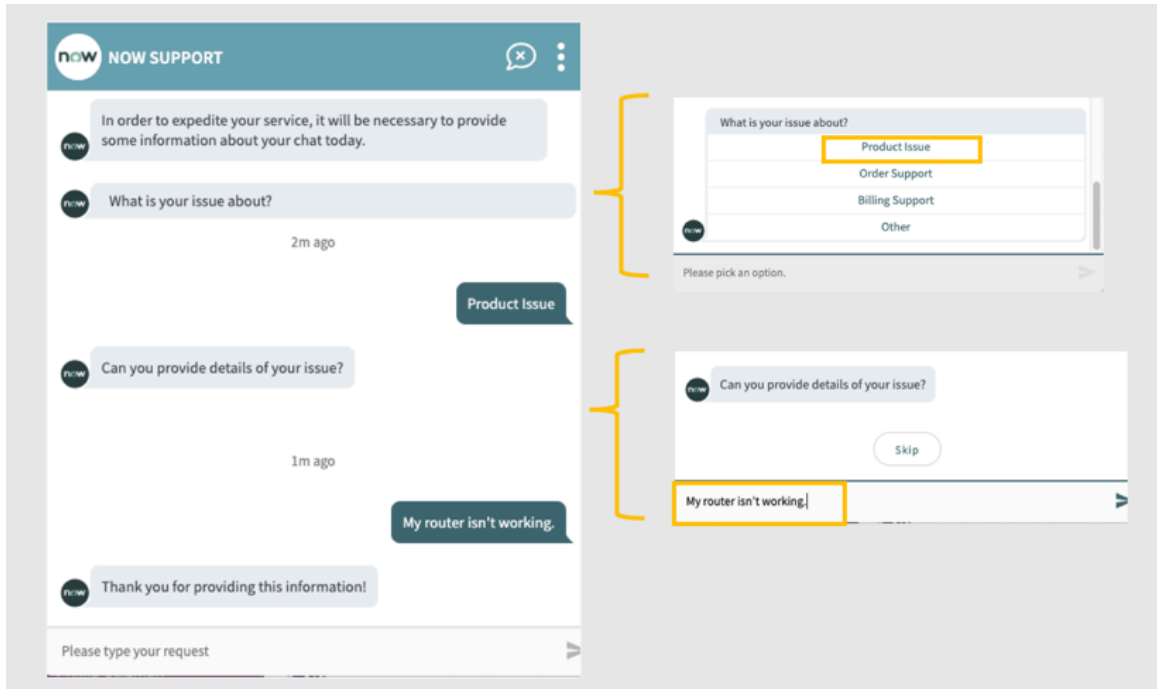 now NOW SUPPORT
In order to expedite your service, it will be necessary to provide
some information about your chat today.
now
What is your issue about?
now
2m ago
Product Issue
Can you provide details of your issue?
now
1m ago
My router isn't working.
Thank you for providing this information!
now
Please type your request
What is your issue about?
Product Issue
Order Support
Billing Support
Other
now
Please pick an option.
Can you provide details of your issue?
now
Skip
My router isn't working.